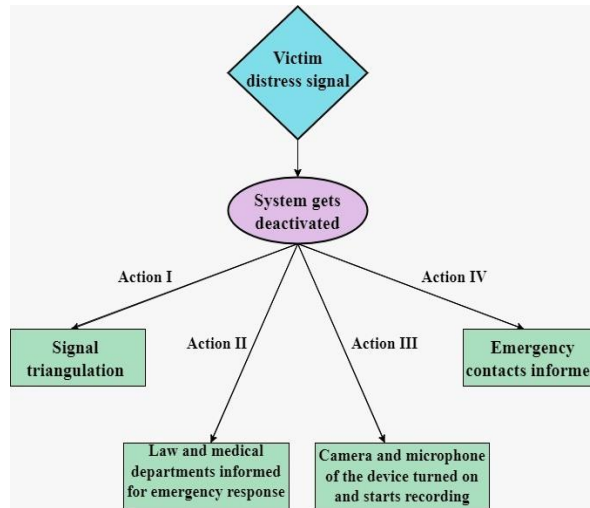 Victim
distress signal
System gets
deactivated
Action I
Action IV
Action II
Action III
Signal
triangulation
Emergency
contacts informe
Law and medical
departments informed
for emergency response
Camera and microphone
of the device turned on
and starts recording